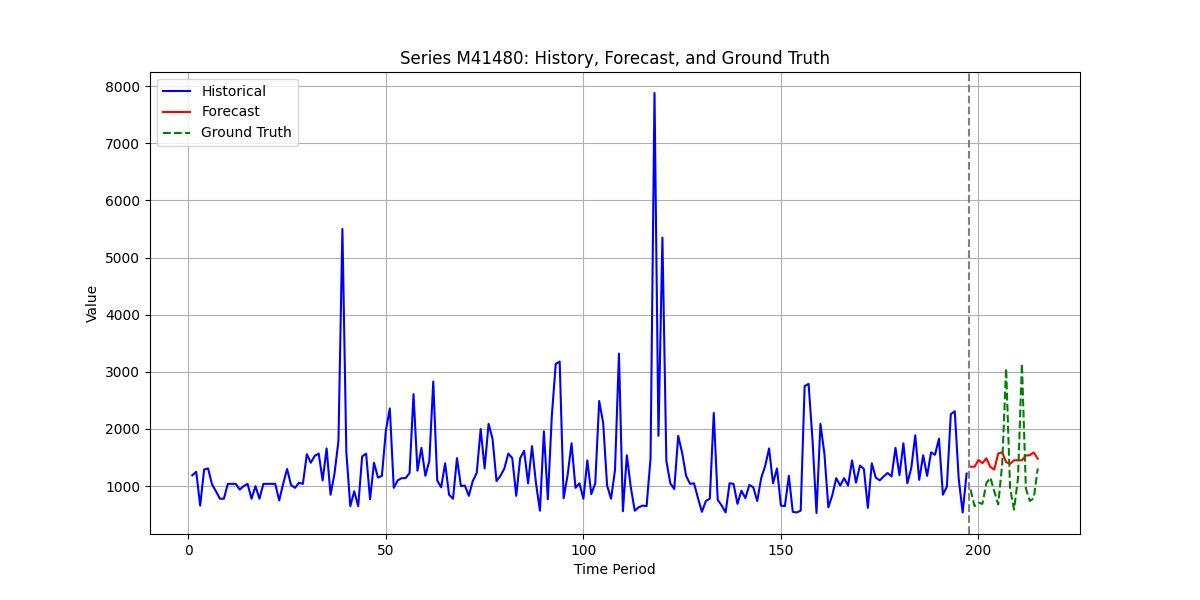 Series M41480: History, Forecast, and Ground Truth
Historical
Forecast
Ground Truth
8000
7000
6000
5000
4000
3000
2000
1000
Value
0
50
100
150
200
Time Period